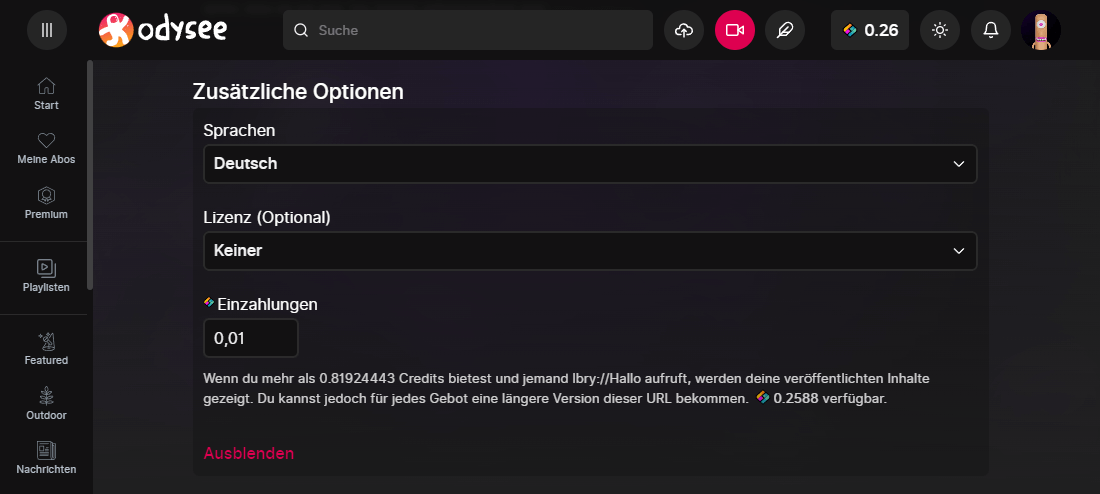 odysee
Suche
0.26
Start
Meine Abos
Premium
Playlisten
Featured
Outdoor
Nachrichten
Zusätzliche Optionen
Sprachen
Deutsch
Lizenz (Optional)
Keiner
Einzahlungen
0,01
Wenn du mehr als 0.81924443 Credits bietest und jemand lbry://Hallo aufruft, werden deine veröffentlichten Inhalte
gezeigt. Du kannst jedoch für jedes Gebot eine längere Version dieser URL bekommen. 0.2588 verfügbar.
Ausblenden